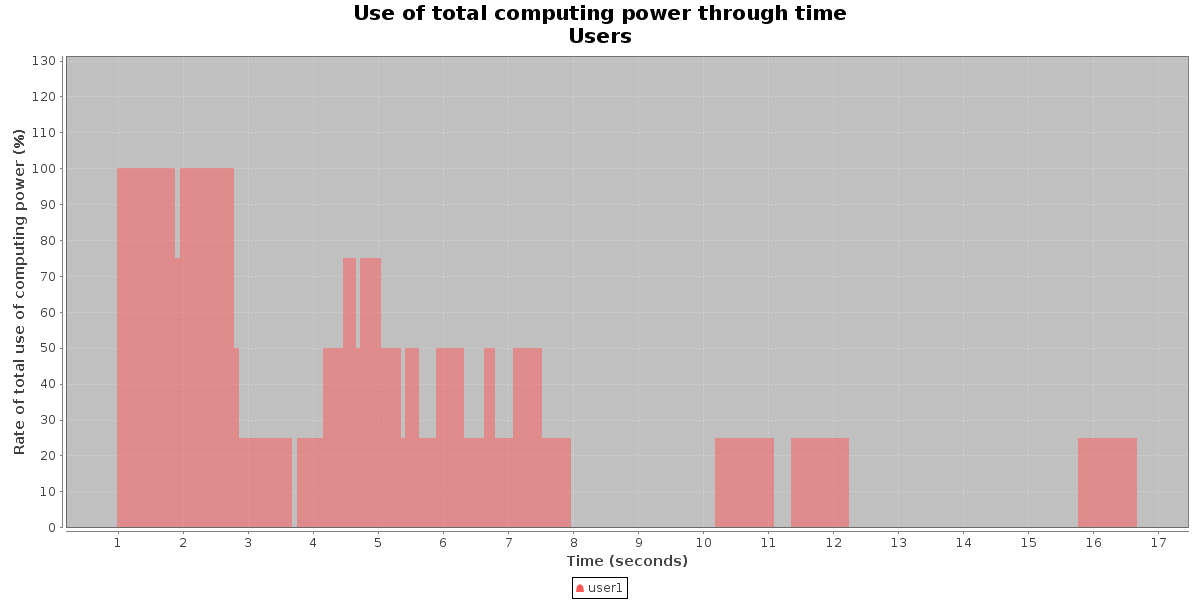 Use of total computing power through time
Users
Rate of total use of computing power (%)
130
120
110
100
90
80
70
60
50
40
30
20
10
0
1 2 3 4 5 6 7 8 9 10 11 12 13 14 15 16 17
Time (seconds)
user1